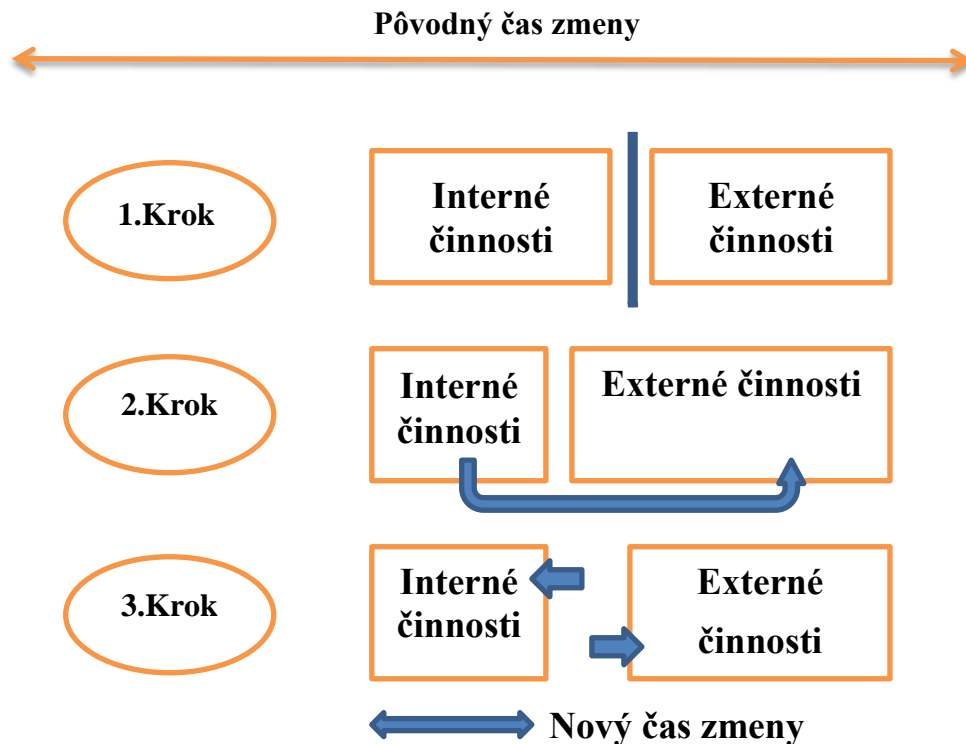 Pôvodný čas zmeny
1.Krok
Interné
činnosti
Externé
činnosti
2.Krok
Interné
činnosti
Externé činnosti
3.Krok
Interné
činnosti
Externé
činnosti
Nový čas zmeny